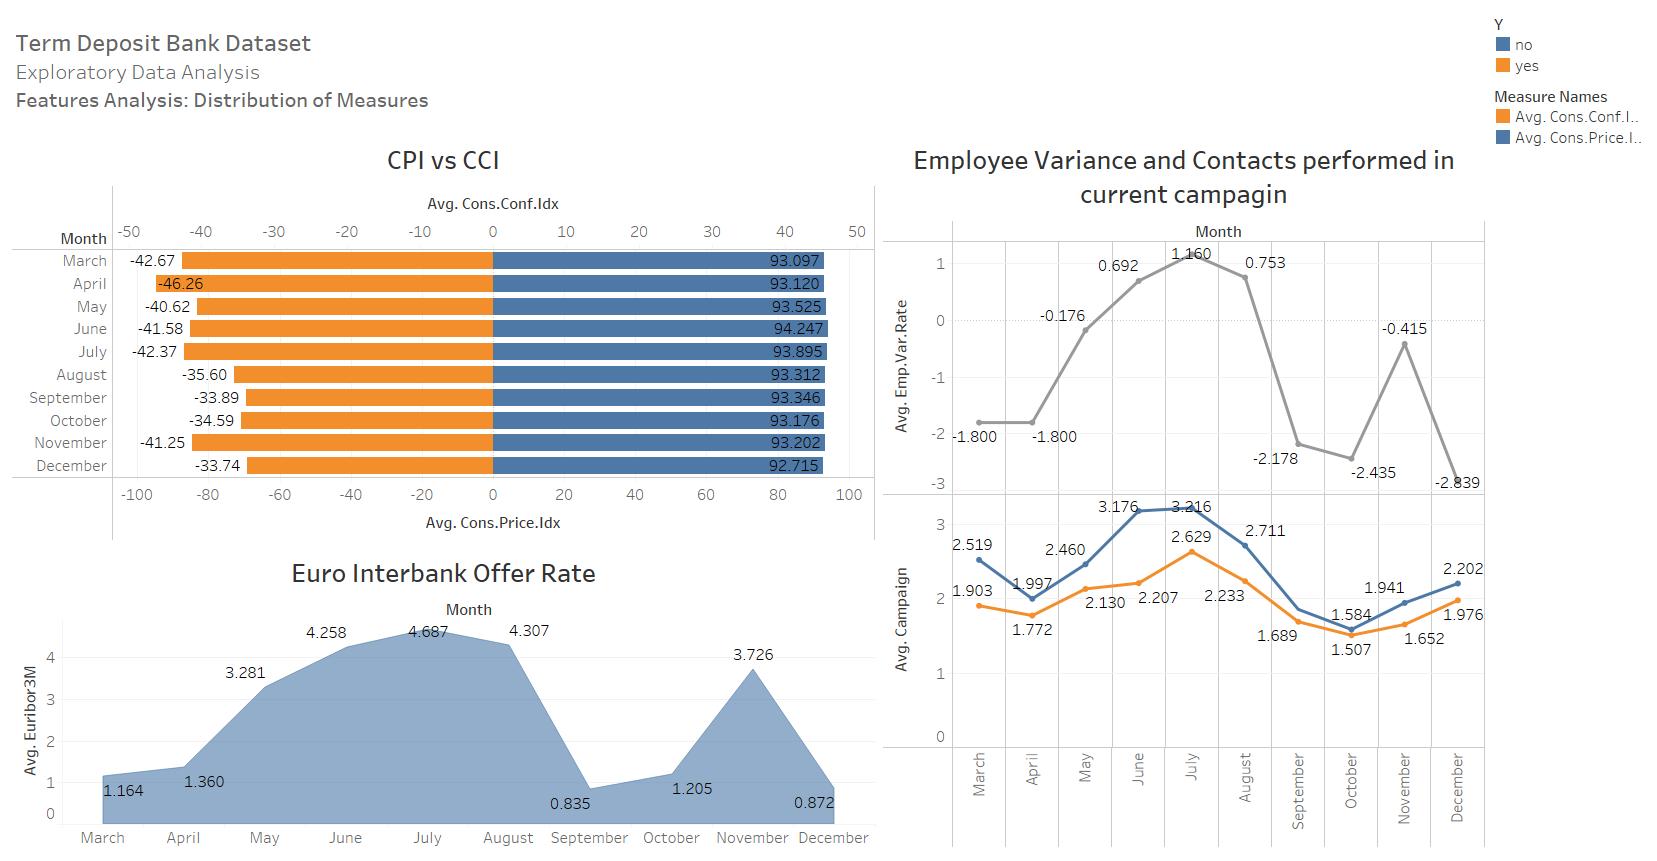 Term Deposit Bank Dataset
Exploratory Data Analysis
Features Analysis: Distribution of Measures
Y
no
yes
Measure Names
Avg. Cons.Conf.I..
Avg. Cons.Price.I..
CPI vs CCI
Avg. Cons.Conf.Idx
Month -50 -40 -30 -20 -10 0 10 20 30 40 50
March -42.67 93.097
April -46.26 93.120
May -40.62 93.525
June -41.58 94.247
July -42.37 93.895
August -35.60 93.312
September -33.89 93.346
October -34.59 93.176
November -41.25 93.202
December -33.74 92.715
-100 -80 -60 -40 -20 0 20 40 60 80 100
Avg. Cons.Price.Idx
Euro Interbank Offer Rate
Month
Avg. Euribor3M
4
3
2
1
0
1.164 1.360 3.281 4.258 4.687 4.307 0.835 1.205 3.726 0.872
March April May June July August September October November December
Employee Variance and Contacts performed in
current campagin
Month
Avg. Emp.Var.Rate
1
0
-1
-2
-3
-1.800 -1.800 -0.176 0.692 1.160 0.753 -2.178 -2.435 -0.415 -2.839
Avg. Campaign
3
2
1
0
2.519 1.997 2.460 3.176 3.216 2.711 1.584 1.941 2.202
1.903 1.772 2.130 2.207 2.629 2.233 1.689 1.507 1.652 1.976
March April May June July August September October November December